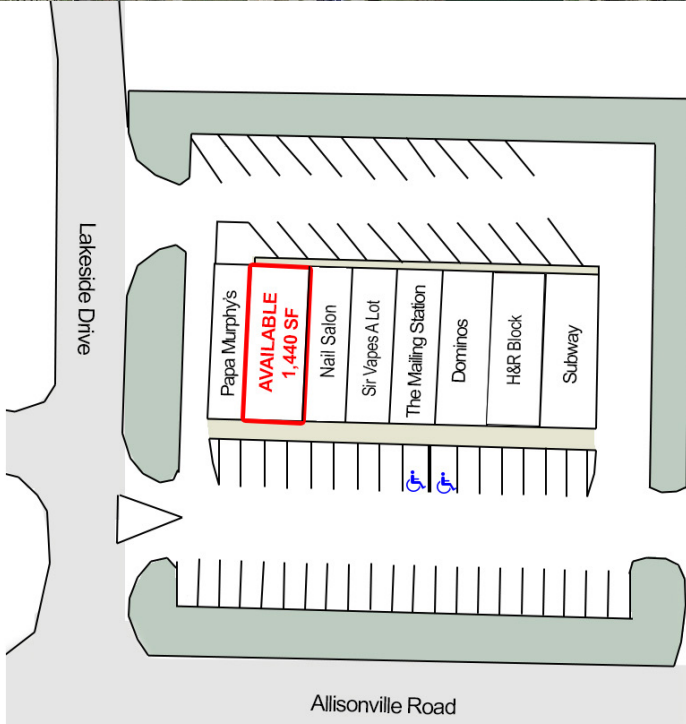 Lakeside Drive
Papa Murphy's
AVAILABLE
1,440 SF
Nail Salon
Sir Vapes A Lot
The Mailing Station
Dominos
H&R Block
Subway
Allisonville Road